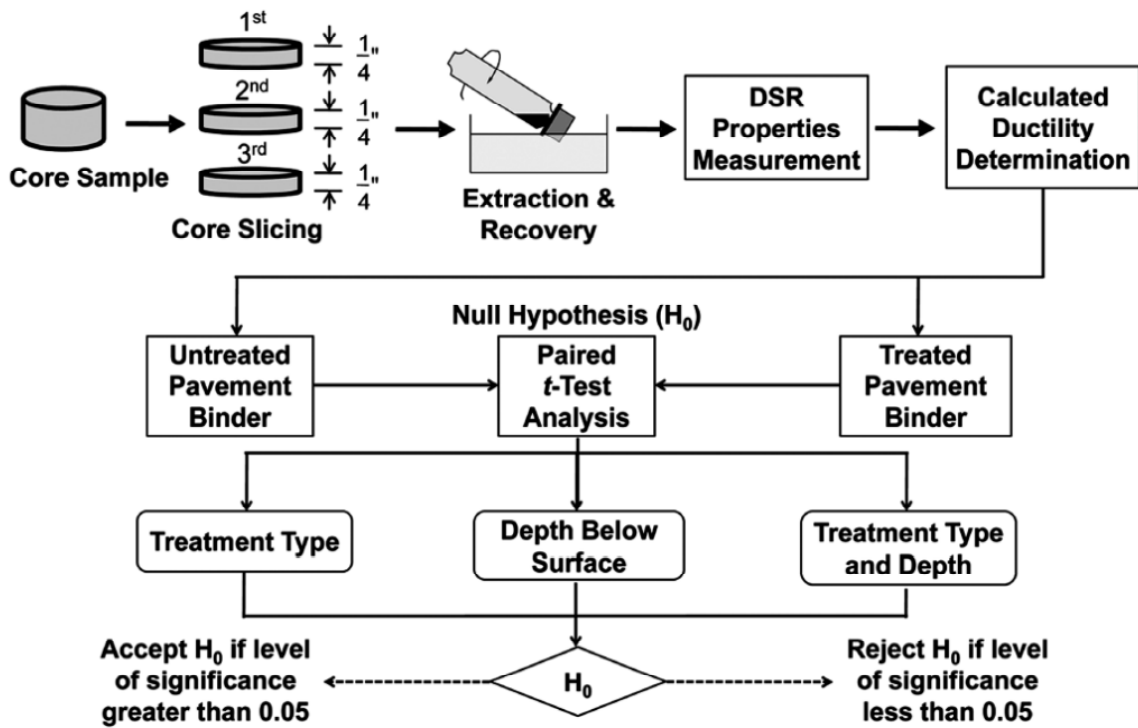 1st
1/4"
2nd
1/4"
3rd
1/4"
Core Sample
Core Slicing
Extraction &
Recovery
DSR
Properties
Measurement
Calculated
Ductility
Determination
Null Hypothesis (H0)
Untreated
Pavement
Binder
Paired
t-Test
Analysis
Treated
Pavement
Binder
Treatment Type
Depth Below
Surface
Treatment Type
and Depth
Accept H0 if level
of significance
greater than 0.05
H0
Reject H0 if level
of significance
less than 0.05